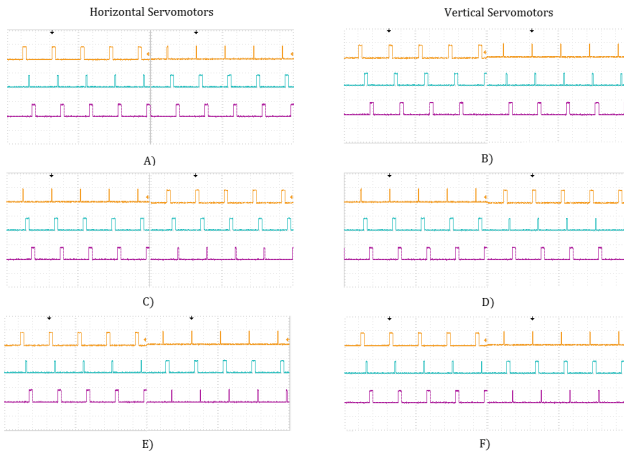 Horizontal Servomotors
Vertical Servomotors
A)
B)
C)
D)
E)
F)